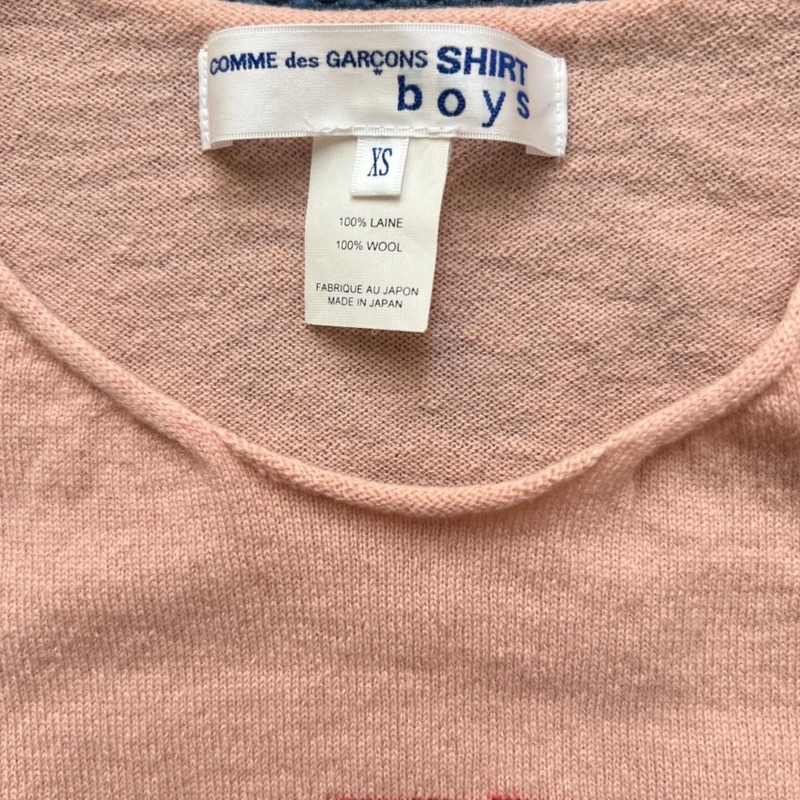 COMME des GARÇONS SHIRT
* boys
XS
100% LAINE
100% WOOL
FABRIQUE AU JAPON
MADE IN JAPAN